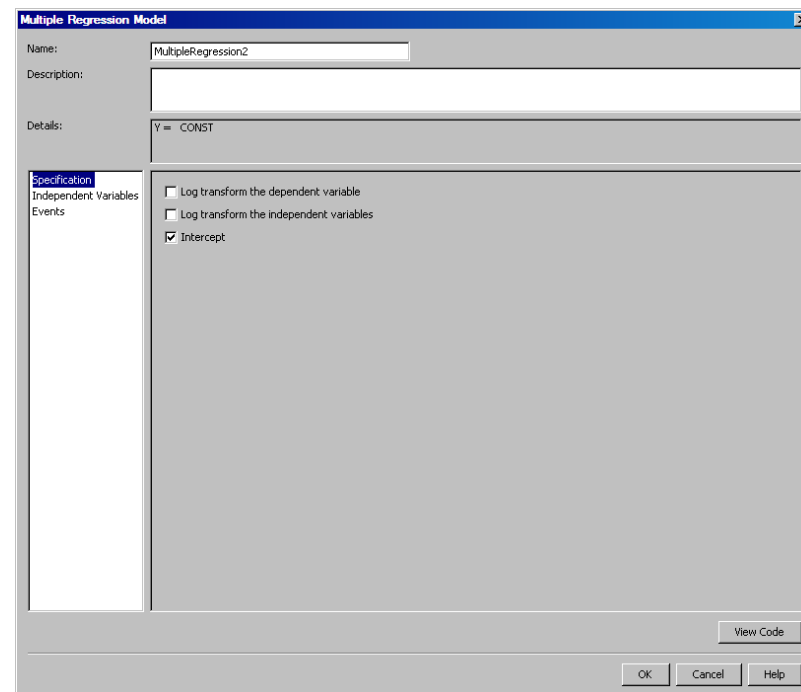 Multiple Regression Model
Name:
MultipleRegression2
Description:
Details:
Y = CONST
Specification
Independent Variables
Events
Log transform the dependent variable
Log transform the independent variables
Intercept
View Code
OK
Cancel
Help